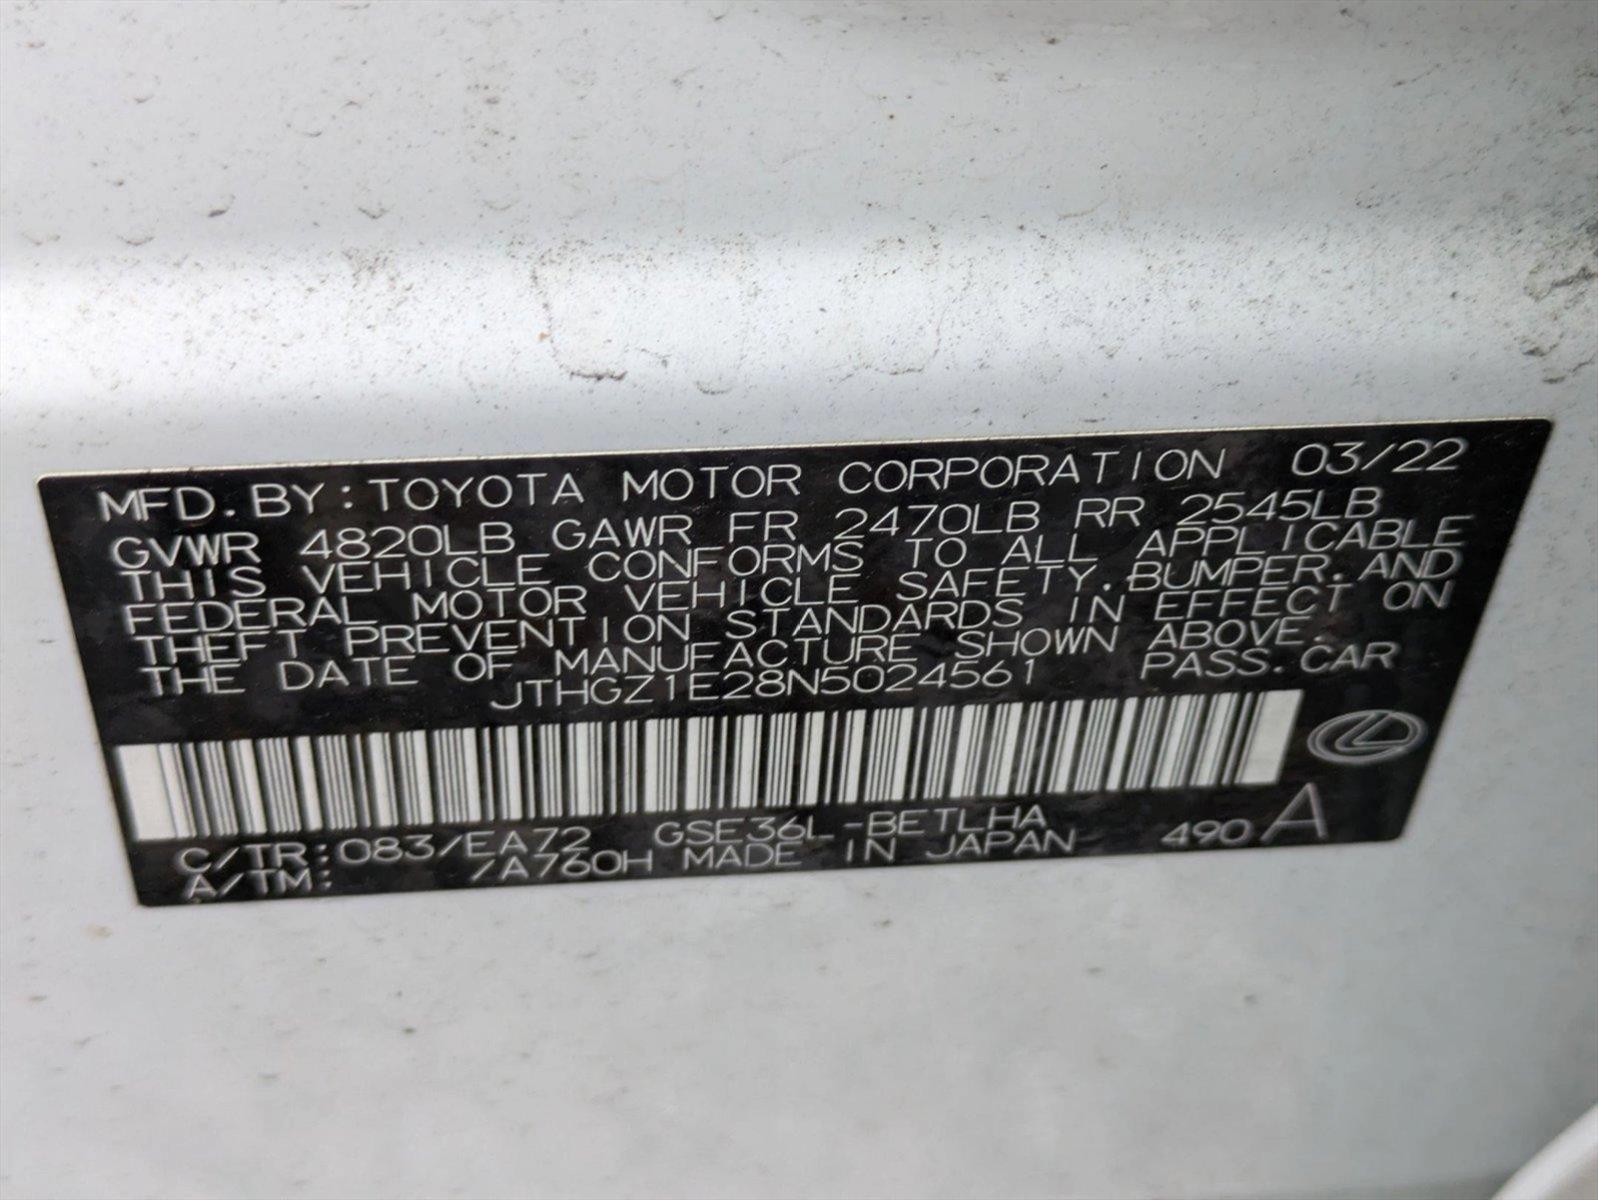 MFD. BY: TOYOTA MOTOR CORPORATION 03/22
GVWR 4820LB GAWR FR 2470LB RR 2545LB
THIS VEHICLE CONFORMS TO ALL APPLICABLE
FEDERAL MOTOR VEHICLE SAFETY, BUMPER, AND
THEFT PREVENTION STANDARDS IN EFFECT ON
THE DATE OF MANUFACTURE SHOWN ABOVE.
JTHGZ1E28N5024561 PASS. CAR
C/TR: 083/EA72 GSE36L-BETLHA
A/TM: /A760H MADE IN JAPAN 490 A